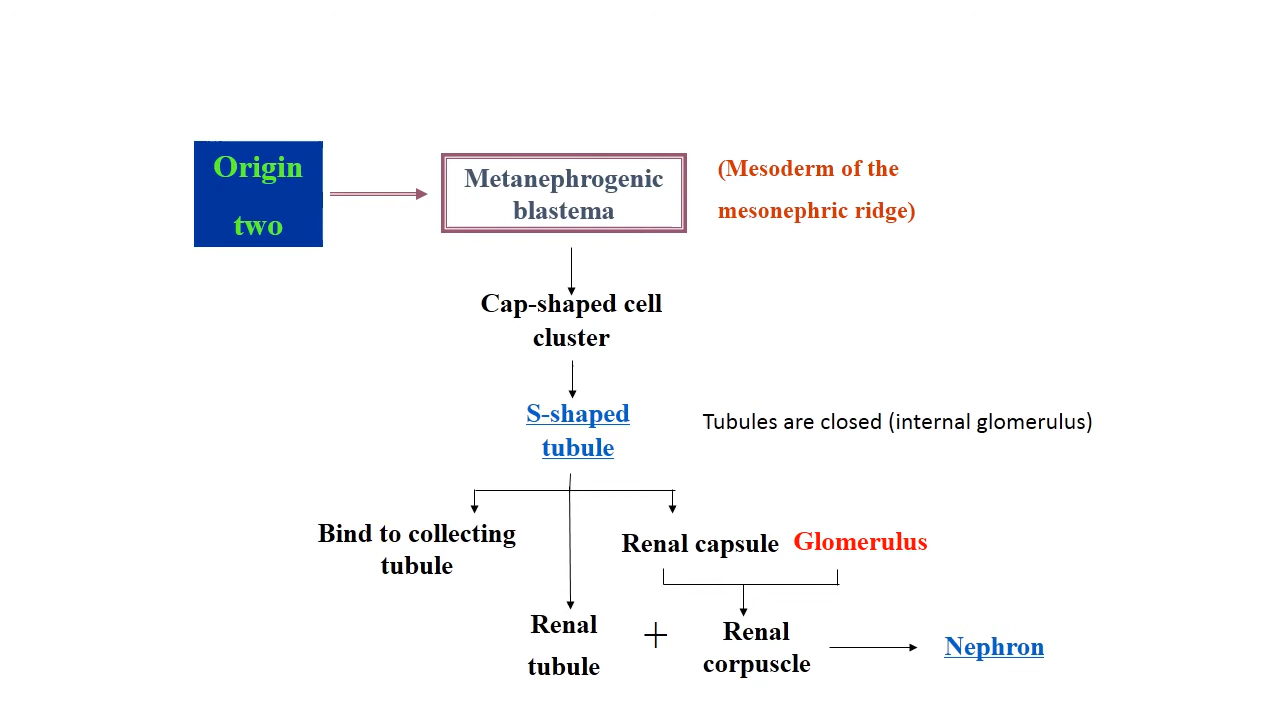 Origin
two
Metanephrogenic
blastema
(Mesoderm of the
mesonephric ridge)
Cap-shaped cell
cluster
S-shaped
tubule
Tubules are closed (internal glomerulus)
Bind to collecting
tubule
Renal capsule Glomerulus
Renal
tubule
+
Renal
corpuscle
Nephron